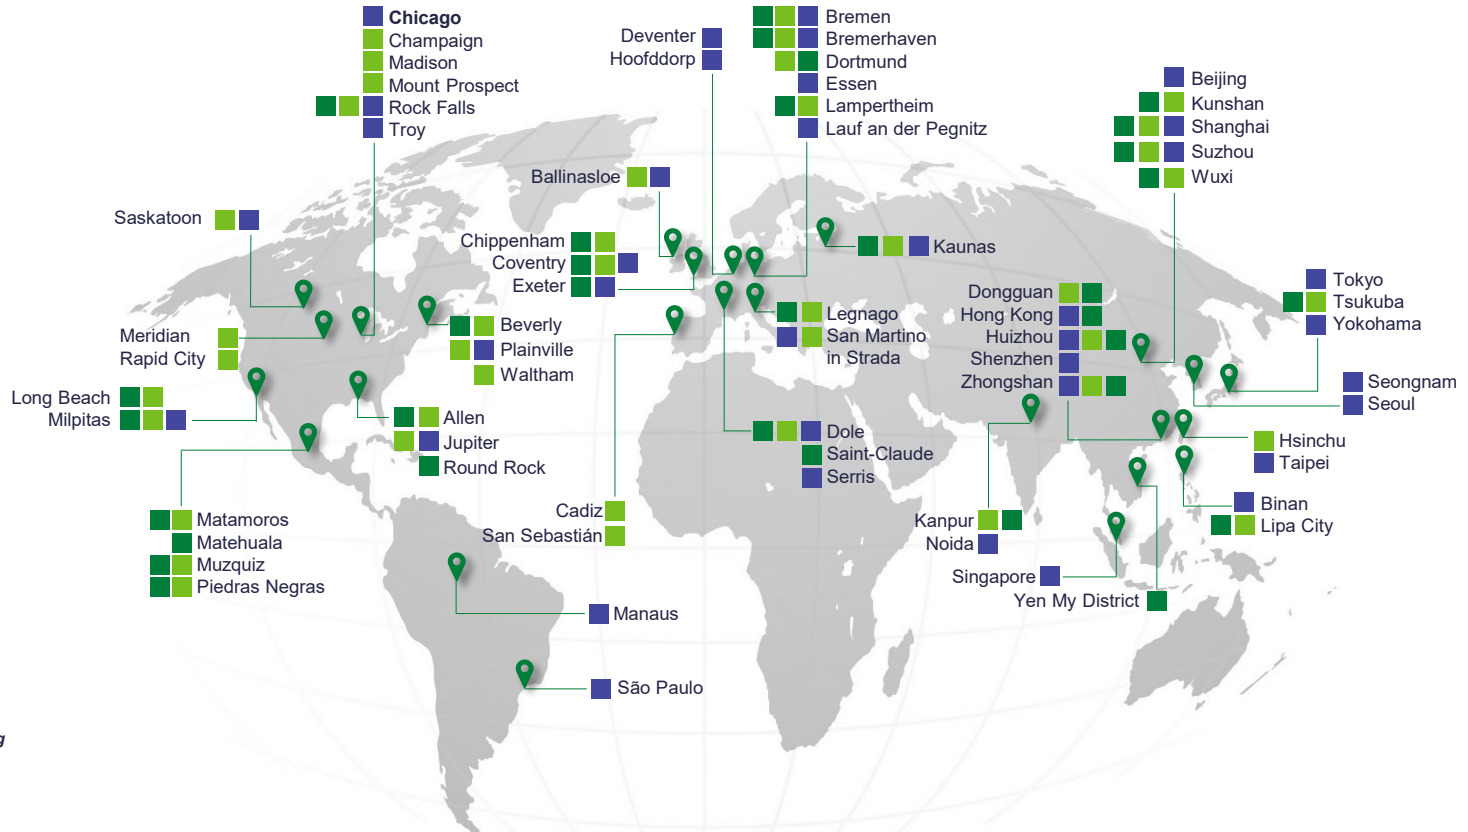 Chicago
Champaign
Madison
Mount Prospect
Rock Falls
Troy
Deventer
Hoofddorp
Bremen
Bremerhaven
Dortmund
Essen
Lampertheim
Lauf an der Pegnitz
Beijing
Kunshan
Shanghai
Suzhou
Wuxi
Ballinasloe
Saskatoon
Chippenham
Coventry
Exeter
Kaunas
Tokyo
Tsukuba
Yokohama
Dongguan
Hong Kong
Huizhou
Shenzhen
Zhongshan
Legnago
San Martino
in Strada
Beverly
Plainville
Waltham
Meridian
Rapid City
Long Beach
Milpitas
Seongnam
Seoul
Allen
Jupiter
Round Rock
Dole
Saint-Claude
Serris
Hsinchu
Taipei
Binan
Lipa City
Cadiz
San Sebastián
Kanpur
Noida
Matamoros
Matehuala
Muzquiz
Piedras Negras
Singapore
Yen My District
Manaus
São Paulo
g